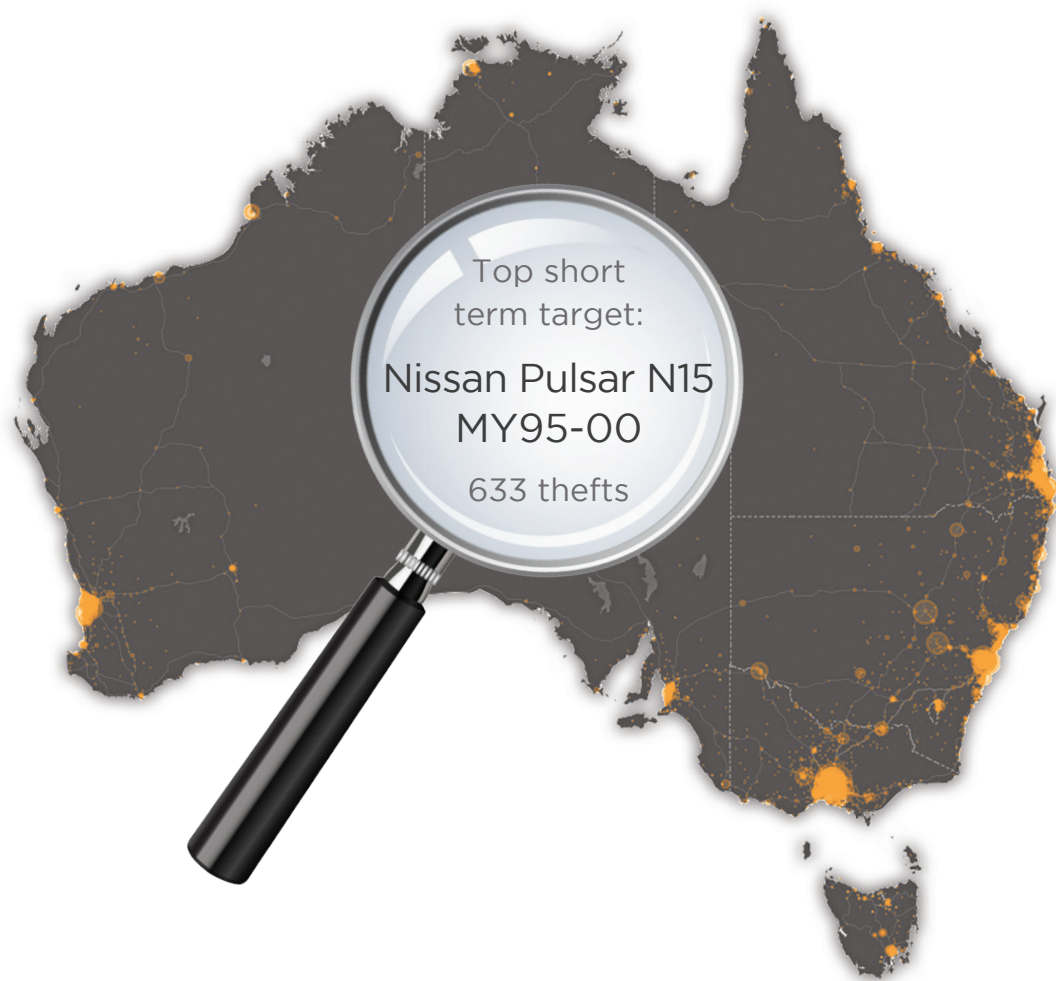 Top short
term target:
Nissan Pulsar N15
MY95-00
633 thefts